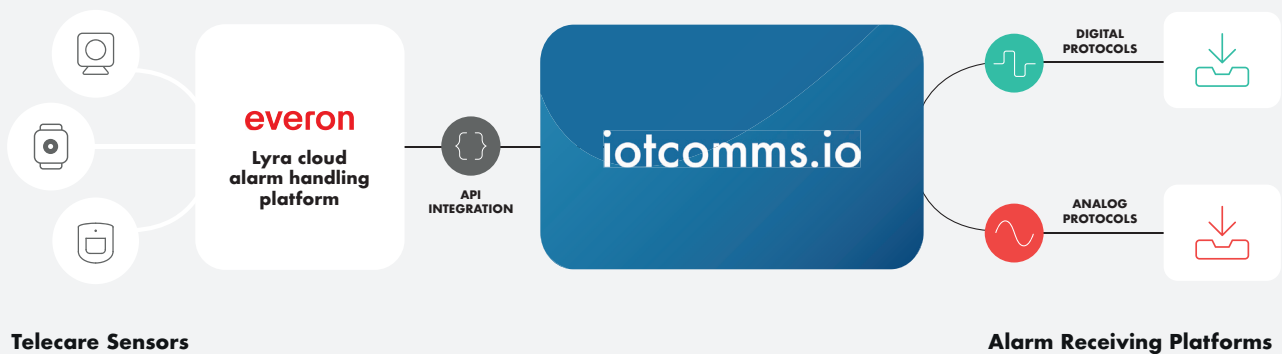 everon
Lyra cloud
alarm handling
platform
API
INTEGRATION
iotcomms.io
DIGITAL
PROTOCOLS
ANALOG
PROTOCOLS
Telecare Sensors
Alarm Receiving Platforms